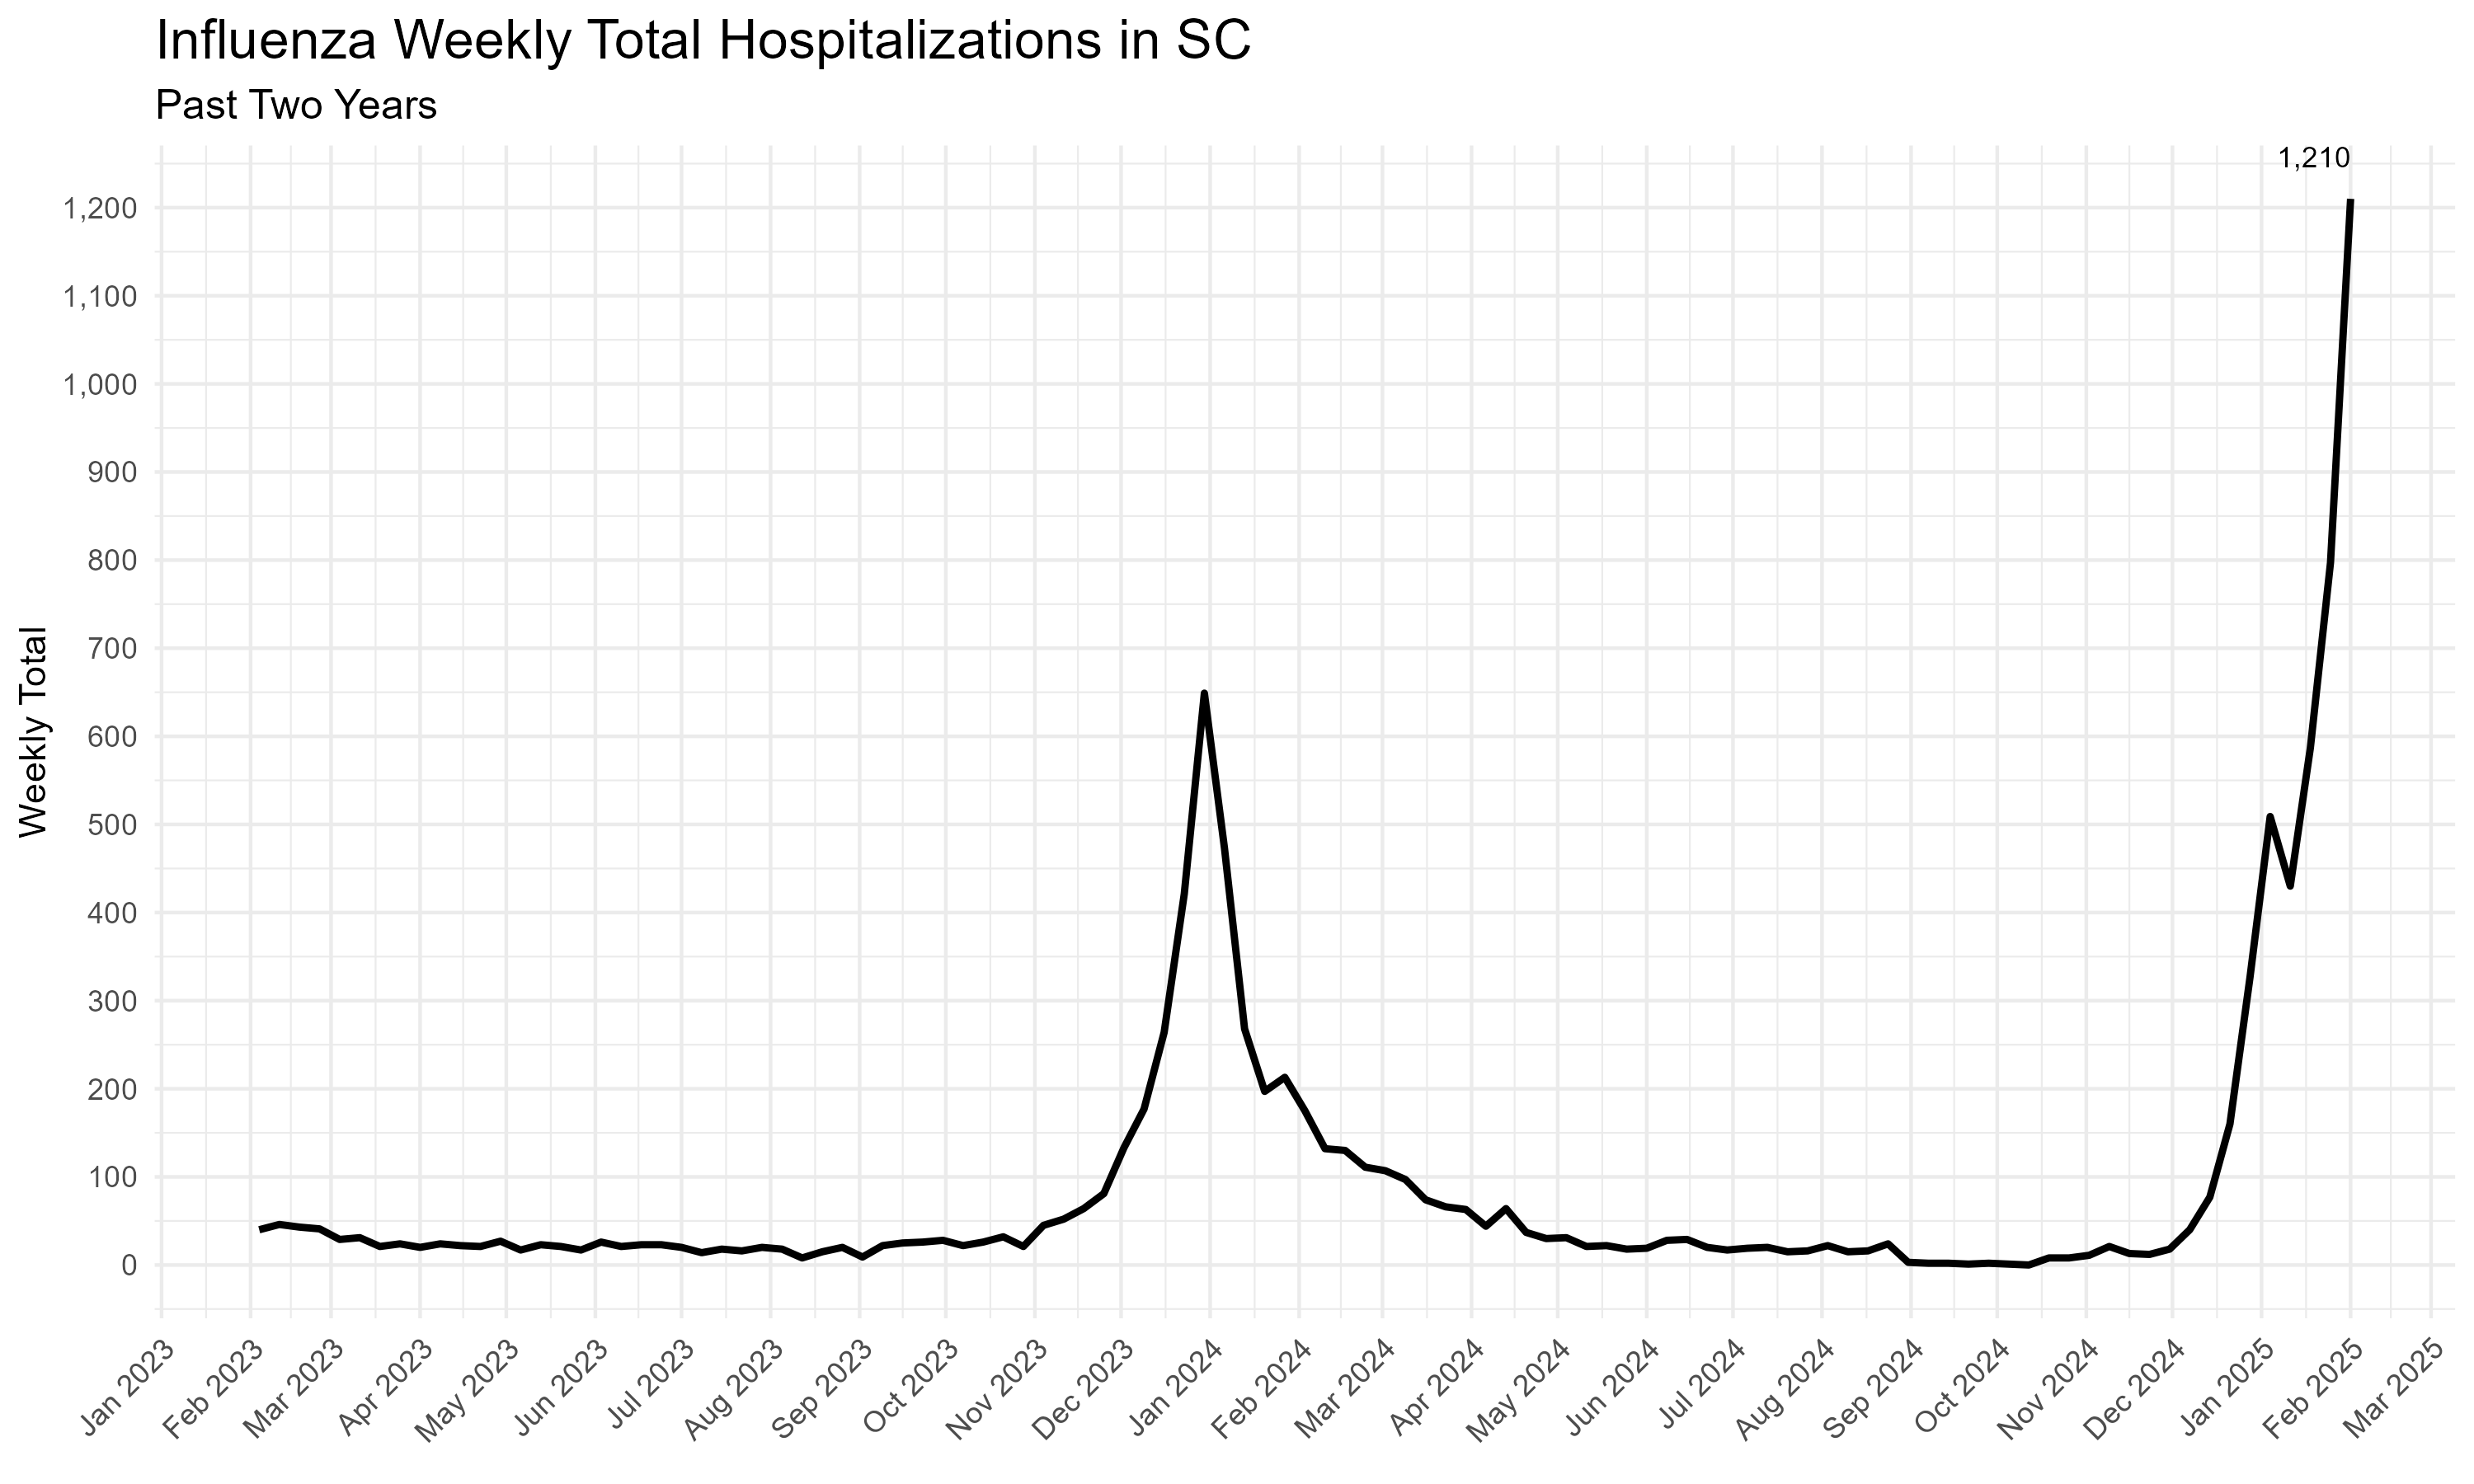 Influenza Weekly Total Hospitalizations in SC
Past Two Years
1,210
1,200
1,100
1,000
900
800
700
600
500
400
300
200
100
0
Weekly Total
Jan 2023
Feb 2023
Mar 2023
Apr 2023
May 2023
Jun 2023
Jul 2023
Aug 2023
Sep 2023
Oct 2023
Nov 2023
Dec 2023
Jan 2024
Feb 2024
Mar 2024
Apr 2024
May 2024
Jun 2024
Jul 2024
Aug 2024
Sep 2024
Oct 2024
Nov 2024
Dec 2024
Jan 2025
Feb 2025
Mar 2025